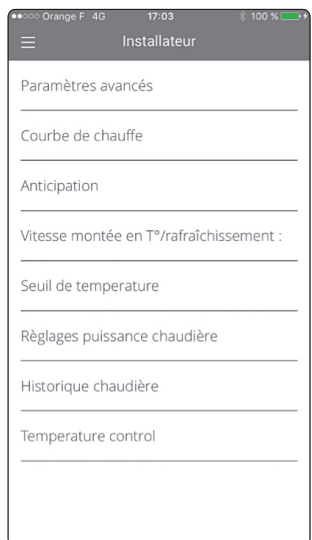 Orange F 4G 17:03 100 %
Installateur
Paramètres avancés
Courbe de chauffe
Anticipation
Vitesse montée en T°/rafraîchissement :
Seuil de temperature
Règlages puissance chaudière
Historique chaudière
Temperature control